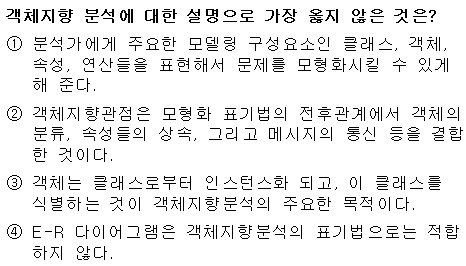 객체지향 분석에 대한 설명으로 가장 옳지 않은 것은?
① 분석가에게 주요한 모델링 구성요소인 클래스, 객체,
속성, 연산들을 표현해서 문제를 모형화시킬 수 있게
해 준다.
② 객체지향관점은 모형화 표기법의 전후관계에서 객체의
분류, 속성들의 상속, 그리고 메시지의 통신 등을 결합
한 것이다.
③ 객체는 클래스로부터 인스턴스화 되고, 이 클래스를
식별하는 것이 객체지향분석의 주요한 목적이다.
④ E-R 다이어그램은 객체지향분석의 표기법으로는 적합
하지 않다.